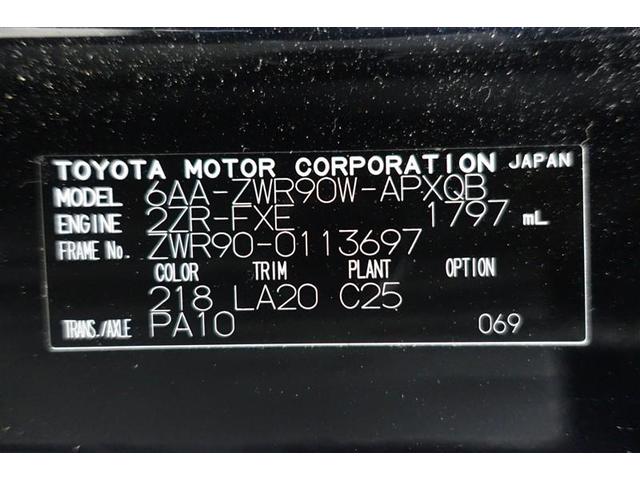 TOYOTA MOTOR CORPORATION JAPAN
MODEL 6AA-ZWR90W-APXQB
ENGINE 2ZR-FXE 1797 mL
FRAME No. ZWR90-0113697
COLOR TRIM PLANT OPTION
218 LA20 C25
TRANS./AXLE PA10 069